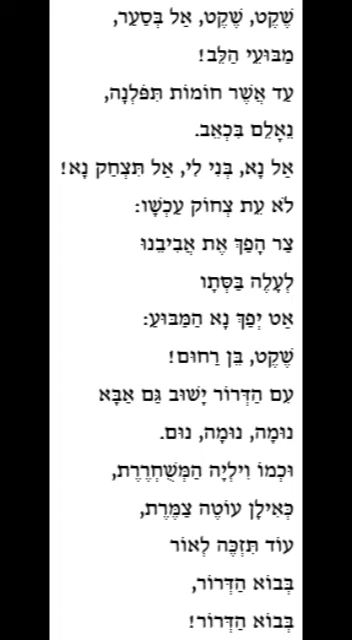 שֶׁקֶט, שֶׁקֶט, אַל בְּסַעַר,
מַבּוּעֵי הַלֵּב!
עַד אֲשֶׁר חוֹמוֹת תִּפֹּלְנָה,
נֵאָלֵם בִּכְאֵב.
אַל נָא, בְּנִי לִי, אַל תִּצְחַק נָא!
לֹא עֵת צְחוֹק עַכְשָׁו:
צַר הָפַךְ אֶת אֲבִיבֵנוּ
לְעָלֶה בַּסְּתָו
אַט יְפַךְ נָא הַמַּבּוּעַ:
שֶׁקֶט, בֵּן רַחוּם!
עִם הַדְּרוֹר יָשׁוּב גַּם אַבָּא
נוּמָה, נוּמָה, נוּם.
וּכְמוֹ וִילְיָה הַמְּשֻׁחְרֶרֶת,
כְּאִילָן עוֹטֶה צַמֶּרֶת,
עוֹד תִּזְכֶּה לְאוֹר
בְּבוֹא הַדְּרוֹר,
בְּבוֹא הַדְּרוֹר!